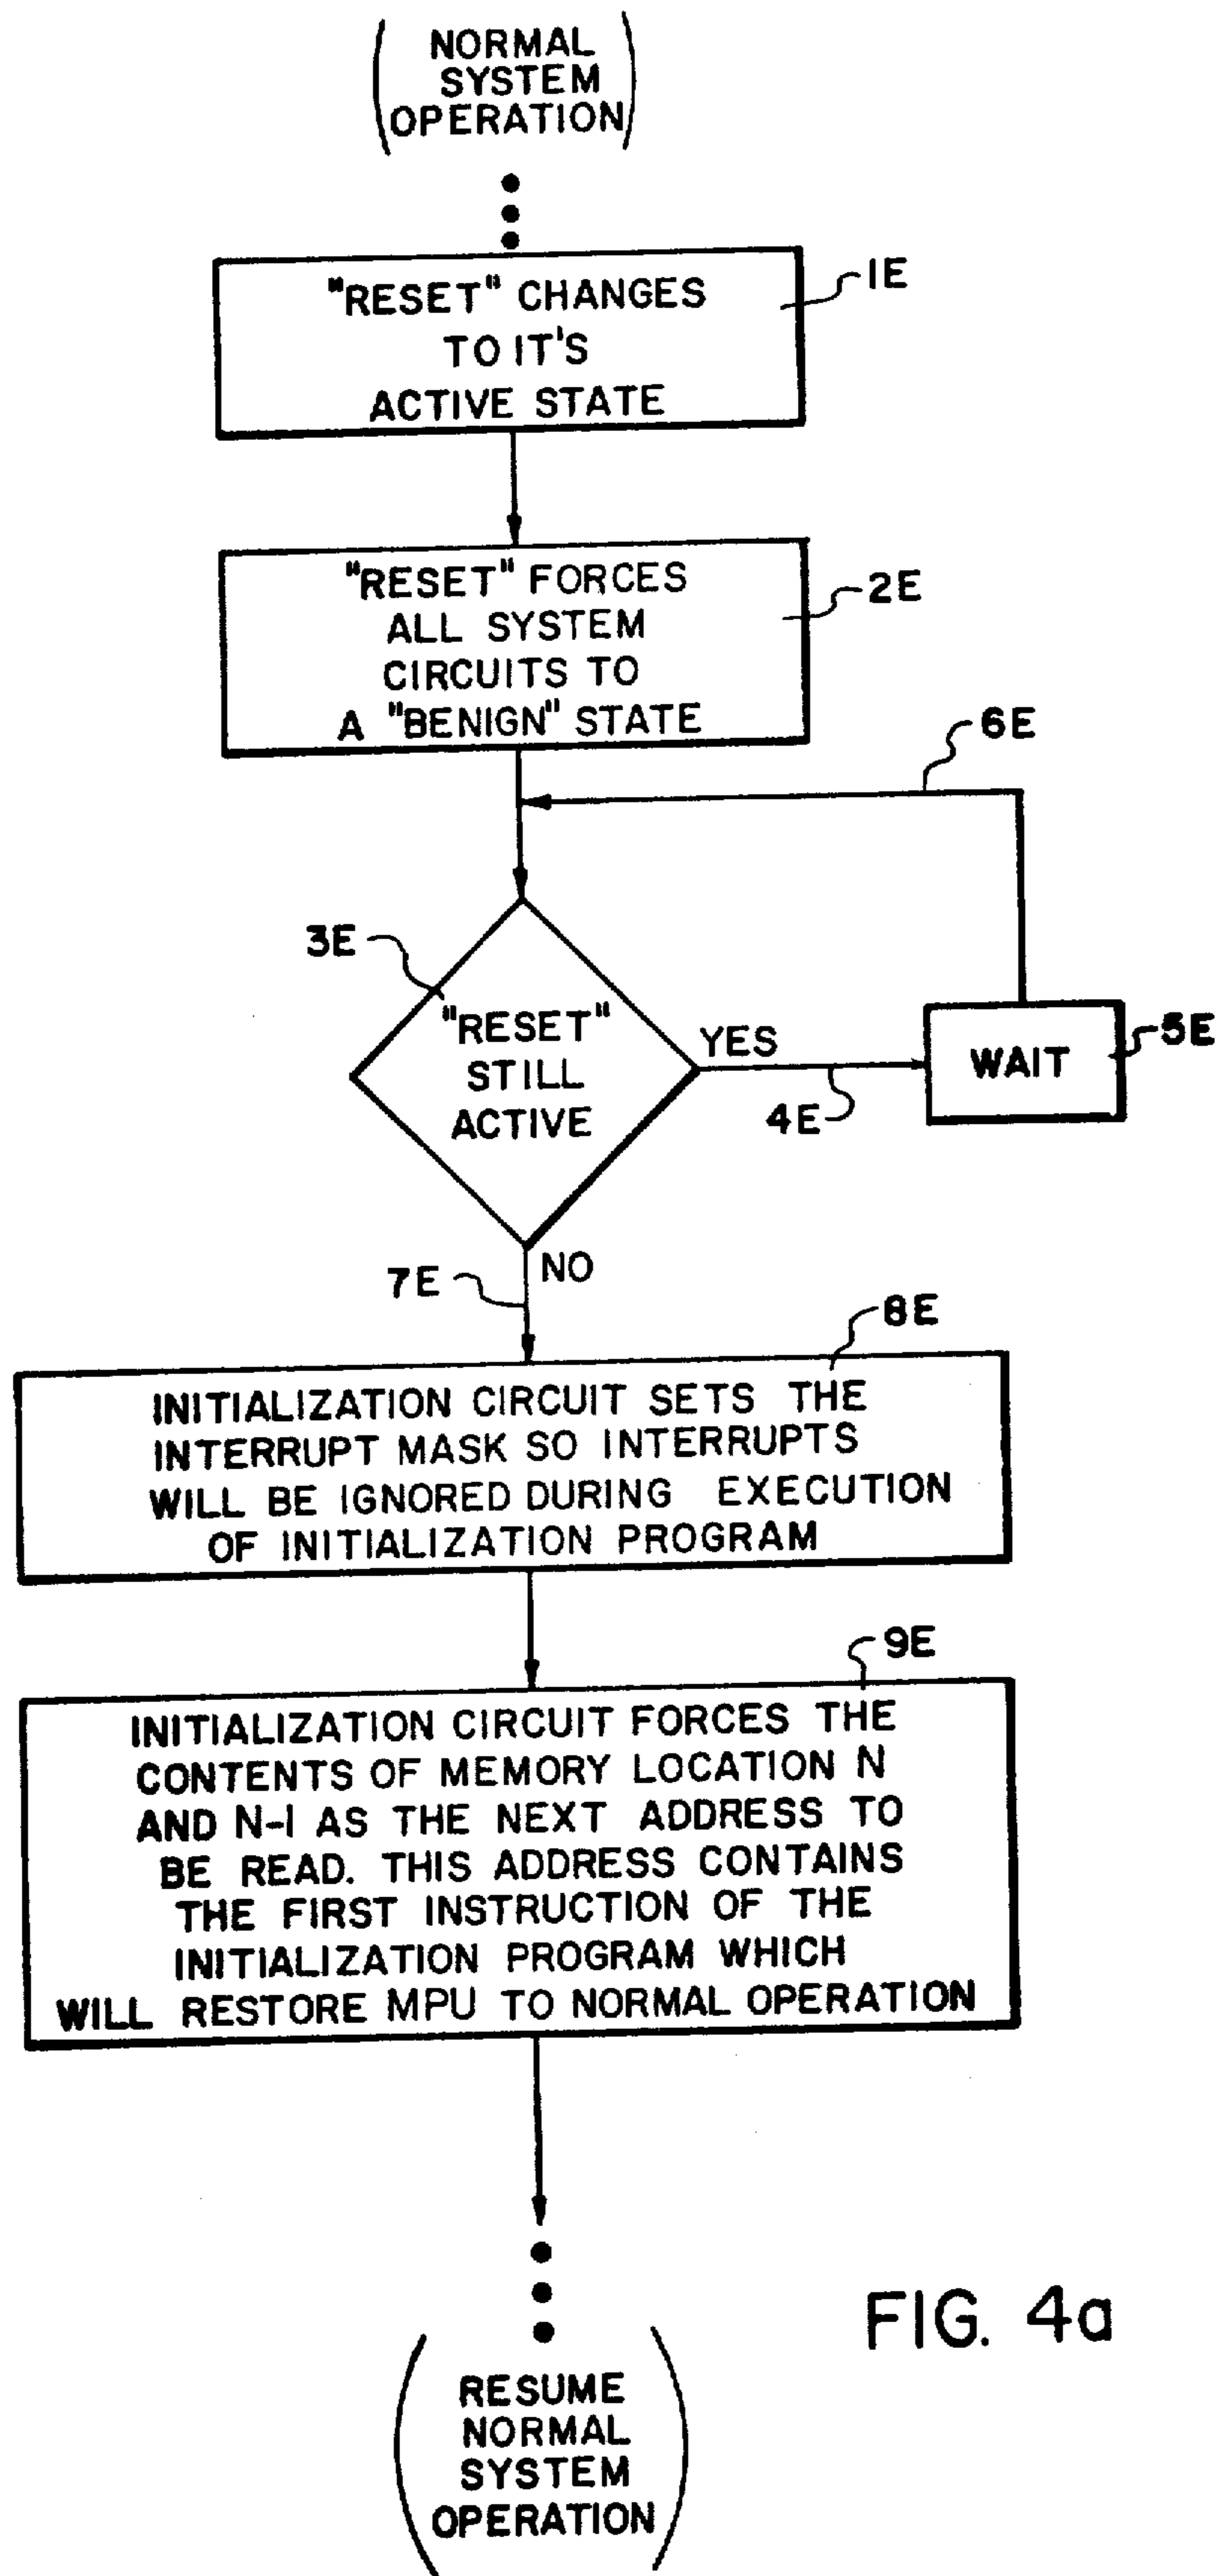 NORMAL
SYSTEM
OPERATION
"RESET" CHANGES
TO IT'S
ACTIVE STATE
1E
"RESET" FORCES
ALL SYSTEM
CIRCUITS TO
A "BENIGN" STATE
2E
6E
3E
"RESET"
STILL
ACTIVE
YES
4E
WAIT
5E
NO
7E
8E
INITIALIZATION CIRCUIT SETS THE
INTERRUPT MASK SO INTERRUPTS
WILL BE IGNORED DURING EXECUTION
OF INITIALIZATION PROGRAM
9E
INITIALIZATION CIRCUIT FORCES THE
CONTENTS OF MEMORY LOCATION N
AND N-1 AS THE NEXT ADDRESS TO
BE READ. THIS ADDRESS CONTAINS
THE FIRST INSTRUCTION OF THE
INITIALIZATION PROGRAM WHICH
WILL RESTORE MPU TO NORMAL OPERATION
FIG. 4a
RESUME
NORMAL
SYSTEM
OPERATION